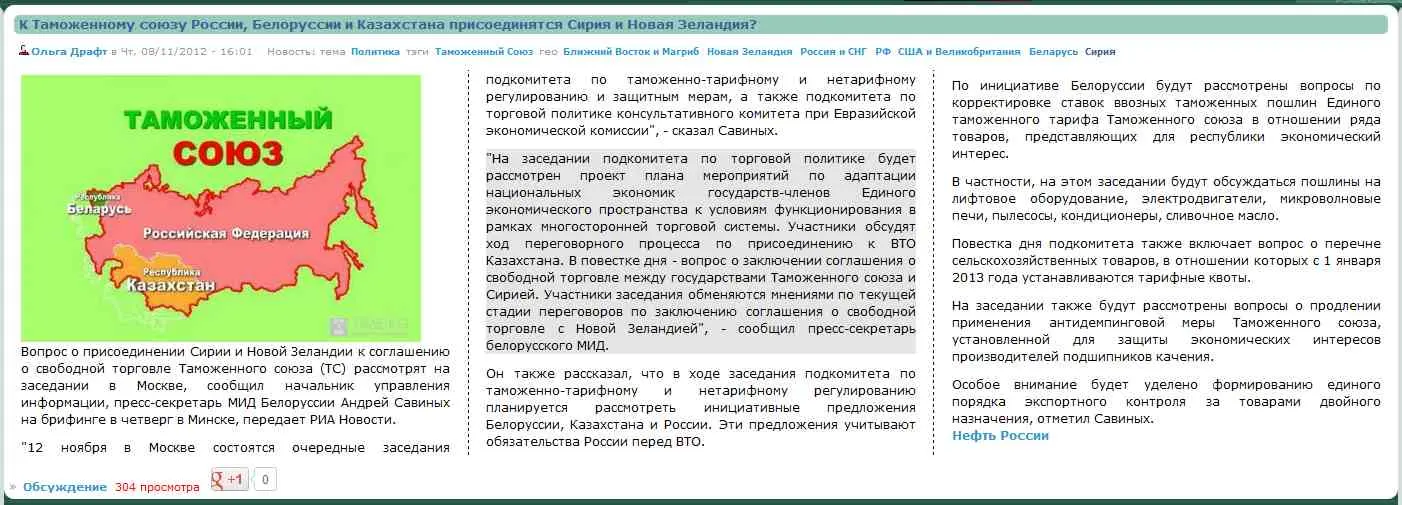 К Таможенному союзу России, Белоруссии и Казахстана присоединятся Сирия и Новая Зеландия?
Ольга Драфт в Чт, 08/11/2012 - 16:01 Новость: тема Политика тэги Таможенный Союз гео Ближний Восток и Магриб Новая Зеландия Россия и СНГ РФ США и Великобритания Беларусь Сирия
ТАМОЖЕННЫЙ
СОЮЗ
Республика
Беларусь
Российская Федерация
Республика
Казахстан
Вопрос о присоединении Сирии и Новой Зеландии к соглашению
о свободной торговле Таможенного союза (ТС) рассмотрят на
заседании в Москве, сообщил начальник управления
информации, пресс-секретарь МИД Белоруссии Андрей Савиных
на брифинге в четверг в Минске, передает РИА Новости.
"12 ноября в Москве состоятся очередные заседания
подкомитета по таможенно-тарифному и нетарифному
регулированию и защитным мерам, а также подкомитета по
торговой политике консультативного комитета при Евразийской
экономической комиссии", - сказал Савиных.
"На заседании подкомитета по торговой политике будет
рассмотрен проект плана мероприятий по адаптации
национальных экономик государств-членов Единого
экономического пространства к условиям функционирования в
рамках многосторонней торговой системы. Участники обсудят
ход переговорного процесса по присоединению к ВТО
Казахстана. В повестке дня - вопрос о заключении соглашения о
свободной торговле между государствами Таможенного союза и
Сирией. Участники заседания обменяются мнениями по текущей
стадии переговоров по заключению соглашения о свободной
торговле с Новой Зеландией", - сообщил пресс-секретарь
белорусского МИД.
Он также рассказал, что в ходе заседания подкомитета по
таможенно-тарифному и нетарифному регулированию
планируется рассмотреть инициативные предложения
Белоруссии, Казахстана и России. Эти предложения учитывают
обязательства России перед ВТО.
По инициативе Белоруссии будут рассмотрены вопросы по
корректировке ставок ввозных таможенных пошлин Единого
таможенного тарифа Таможенного союза в отношении ряда
товаров, представляющих для республики экономический
интерес.
В частности, на этом заседании будут обсуждаться пошлины на
лифтовое оборудование, электродвигатели, микроволновые
печи, пылесосы, кондиционеры, сливочное масло.
Повестка дня подкомитета также включает вопрос о перечне
сельскохозяйственных товаров, в отношении которых с 1 января
2013 года устанавливаются тарифные квоты.
На заседании также будут рассмотрены вопросы о продлении
применения антидемпинговой меры Таможенного союза,
установленной для защиты экономических интересов
производителей подшипников качения.
Особое внимание будет уделено формированию единого
порядка экспортного контроля за товарами двойного
назначения, отметил Савиных.
Нефть России
» Обсуждение 304 просмотра g +1 0